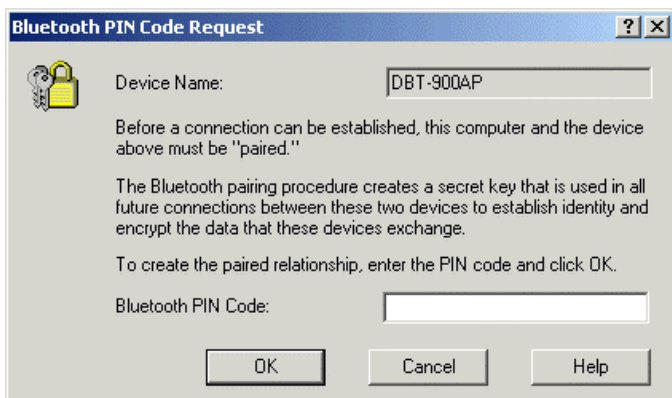 Bluetooth PIN Code Request
Device Name: DBT-900AP
Before a connection can be established, this computer and the device
above must be "paired."
The Bluetooth pairing procedure creates a secret key that is used in all
future connections between these two devices to establish identity and
encrypt the data that these devices exchange.
To create the paired relationship, enter the PIN code and click OK.
Bluetooth PIN Code:
OK Cancel Help